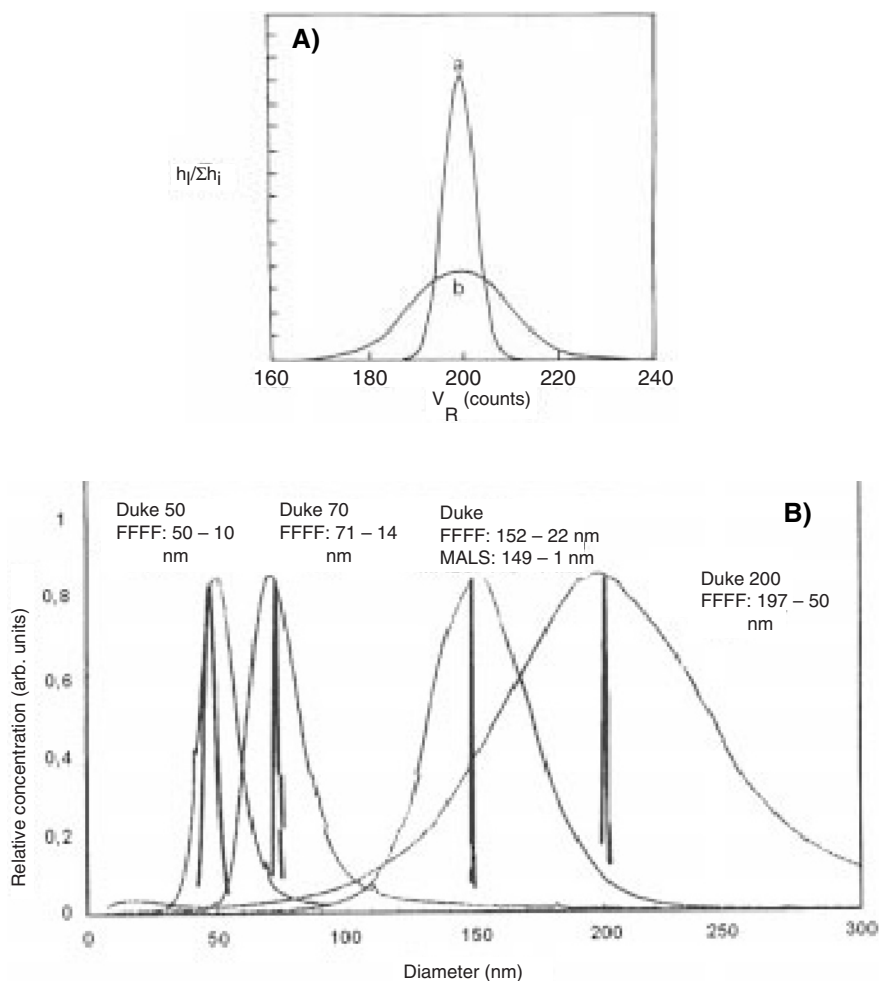 A)
a
b
h_I/Σ̅h_i
160 180 200 220 240
V_R (counts)
B)
Duke 50
FFFF: 50 – 10
nm
Duke 70
FFFF: 71 – 14
nm
Duke
FFFF: 152 – 22 nm
MALS: 149 – 1 nm
Duke 200
FFFF: 197 – 50
nm
Relative concentration (arb. units)
1
0,8
0,6
0,4
0,2
0
0 50 100 150 200 250 300
Diameter (nm)